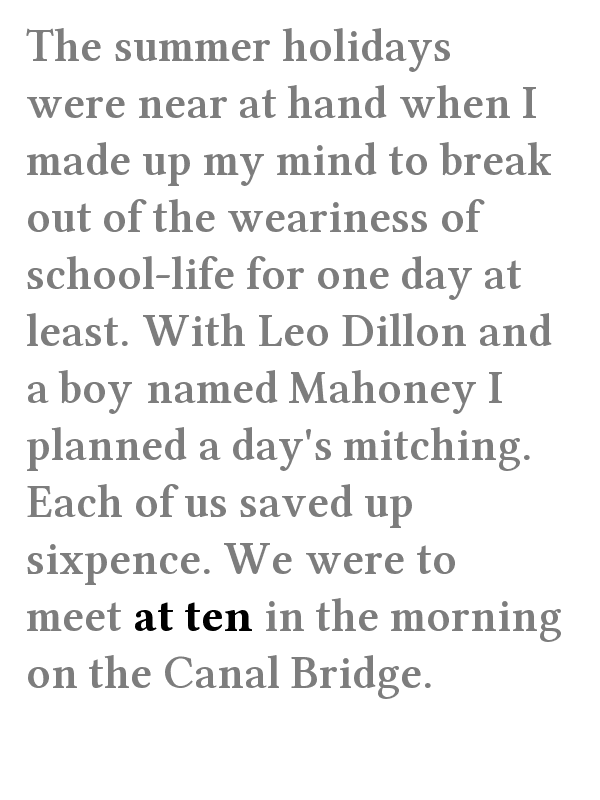 The summer holidays
were near at hand when I
made up my mind to break
out of the weariness of
school-life for one day at
least. With Leo Dillon and
a boy named Mahoney I
planned a day's mitching.
Each of us saved up
sixpence. We were to
meet at ten in the morning
on the Canal Bridge.